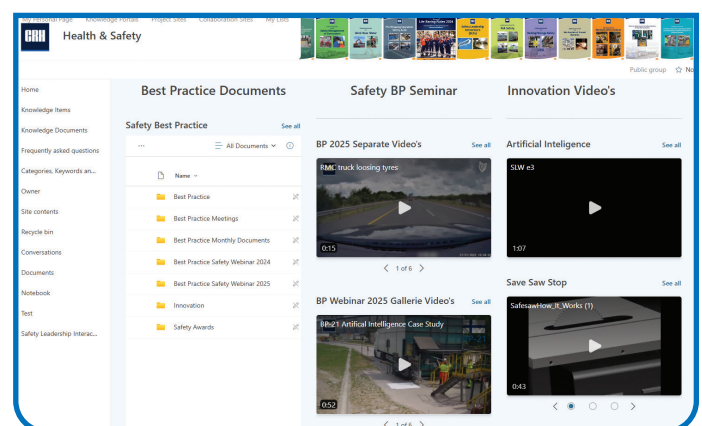 My Personal Page Knowledge Portals Project Sites Collaboration Sites My Lists
CRH Health & Safety
Public group ☆ No
Home
Knowledge Items
Knowledge Documents
Frequently asked questions
Categories, Keywords an...
Owner
Site contents
Recycle bin
Conversations
Documents
Notebook
Test
Safety Leadership Interac...
Best Practice Documents
Safety Best Practice See all
... All Documents
Name
Best Practice
Best Practice Meetings
Best Practice Monthly Documents
Best Practice Safety Webinar 2024
Best Practice Safety Webinar 2025
Innovation
Safety Awards
Safety BP Seminar
BP 2025 Separate Video's See all
RMC truck loosing tyres
0:15
1 of 6
BP Webinar 2025 Gallerie Video's See all
BP 21 Artifical Intelligence Case Study
0:52
1 of 6
Innovation Video's
Artificial Inteligence See all
SLW e3
1:07
Save Saw Stop See all
SafesawHow_It_Works (1)
0:43